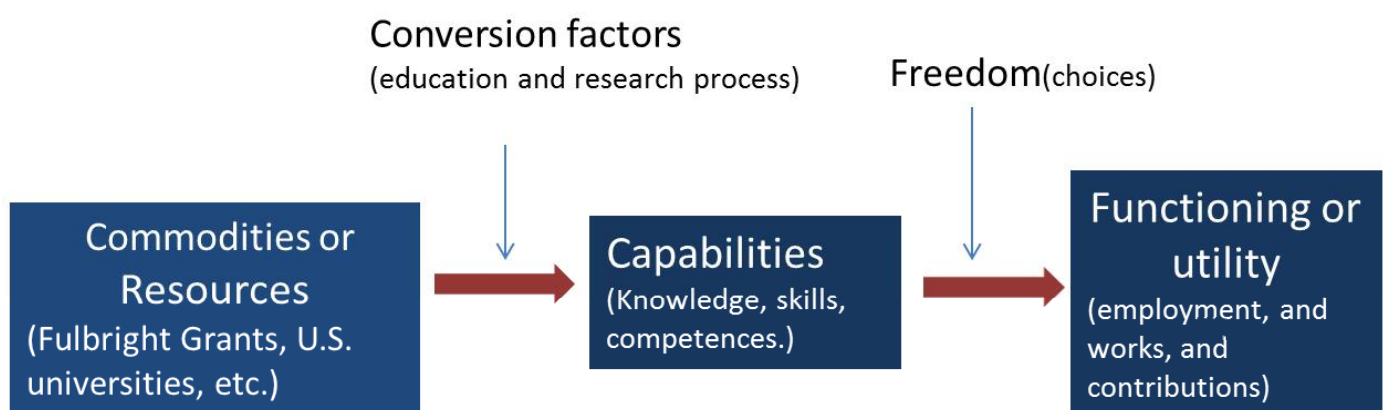 Conversion factors
(education and research process)
Freedom(choices)
Commodities or
Resources
(Fulbright Grants, U.S.
universities, etc.)
Capabilities
(Knowledge, skills,
competences.)
Functioning or
utility
(employment, and
works, and
contributions)